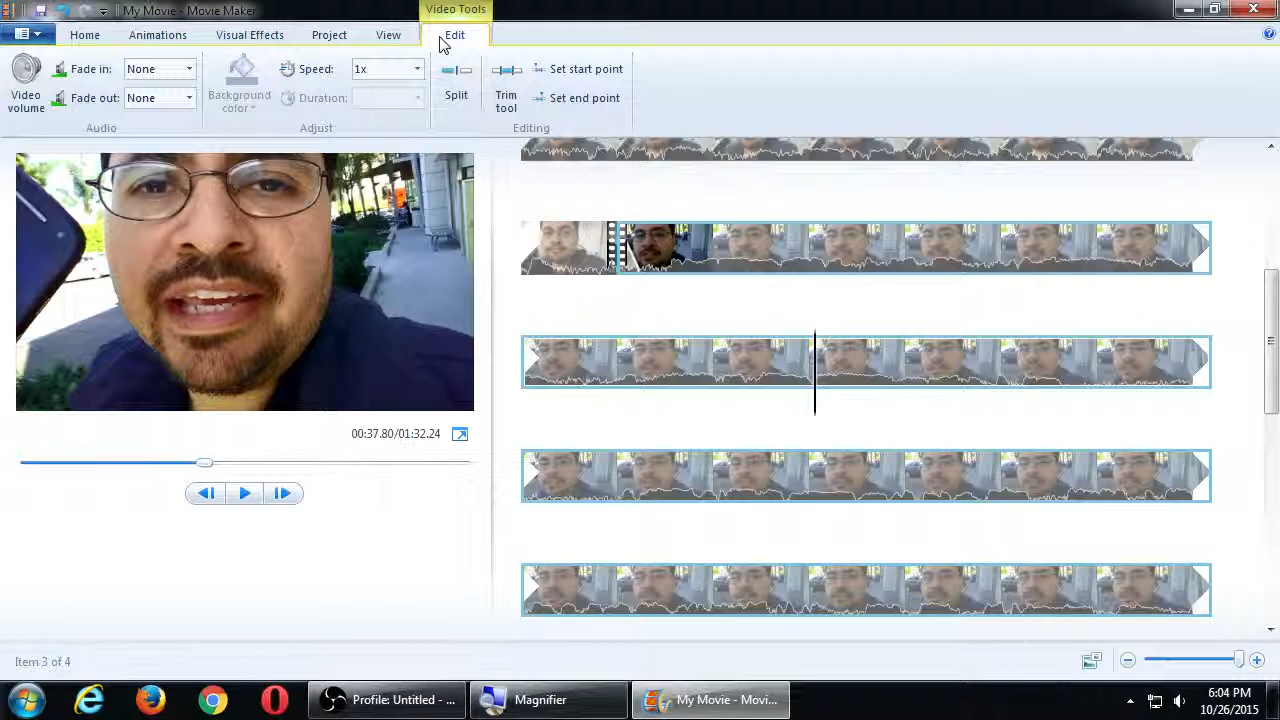 My Movie - Movie Maker
Video Tools
Home
Animations
Visual Effects
Project
View
Edit
Video volume
Fade in: None
Fade out: None
Audio
Background color
Speed: 1x
Duration:
Adjust
Split
Trim tool
Set start point
Set end point
Editing
00:37.80/01:32.24
Item 3 of 4
Profile: Untitled - ...
Magnifier
My Movie - Movi...
6:04 PM
10/26/2015